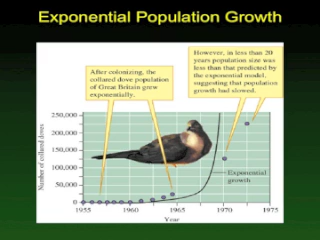 Exponential Population Growth
However, in less than 20
years population size was
less than that predicted by
the exponential model,
suggesting that population
growth had slowed.
After colonizing, the
collared dove population
of Great Britain grew
exponentially.
Number of collared doves
250,000
200,000
150,000
100,000
50,000
0
Exponential
growth
1955
1960
1965
1970
1975
Year